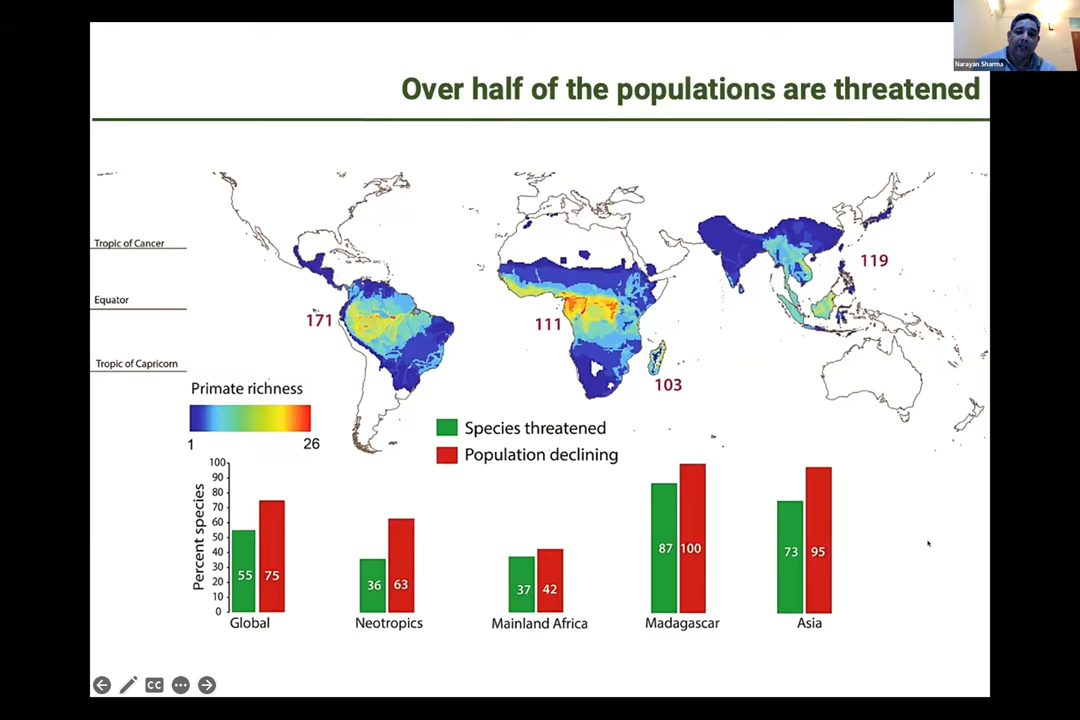 Narayan Sharma
Over half of the populations are threatened
Tropic of Cancer
119
Equator
171
111
Tropic of Capricorn
103
Primate richness
1 26
Species threatened
Population declining
Percent species
100
90
80
70
60
50
40
30
20
10
0
55 75
36 63
37 42
87 100
73 95
Global Neotropics Mainland Africa Madagascar Asia
CC